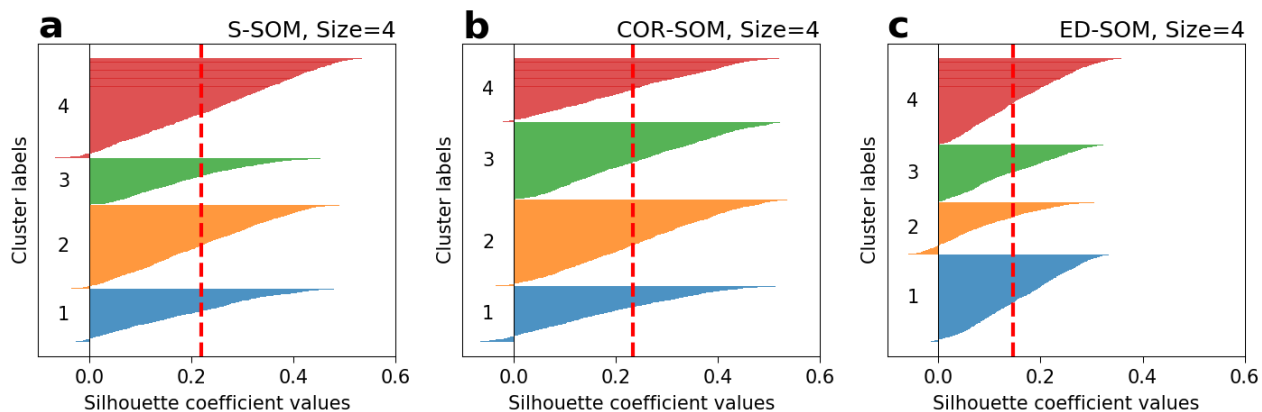 a
S-SOM, Size=4
Cluster labels
4
3
2
1
0.0 0.2 0.4 0.6
Silhouette coefficient values
b
COR-SOM, Size=4
Cluster labels
4
3
2
1
0.0 0.2 0.4 0.6
Silhouette coefficient values
c
ED-SOM, Size=4
Cluster labels
4
3
2
1
0.0 0.2 0.4 0.6
Silhouette coefficient values